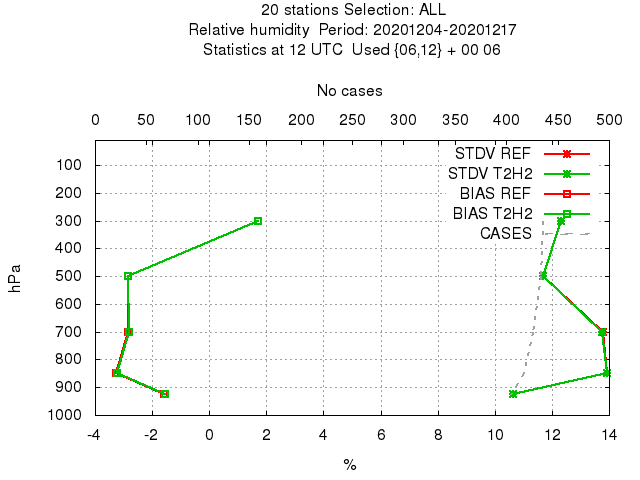 20 stations Selection: ALL
Relative humidity  Period: 20201204-20201217
Statistics at 12 UTC  Used {06,12} + 00 06
No cases
0 50 100 150 200 250 300 350 400 450 500
STDV REF
STDV T2H2
BIAS REF
BIAS T2H2
CASES
100
200
300
400
500
600
700
800
900
1000
hPa
-4 -2 0 2 4 6 8 10 12 14
%